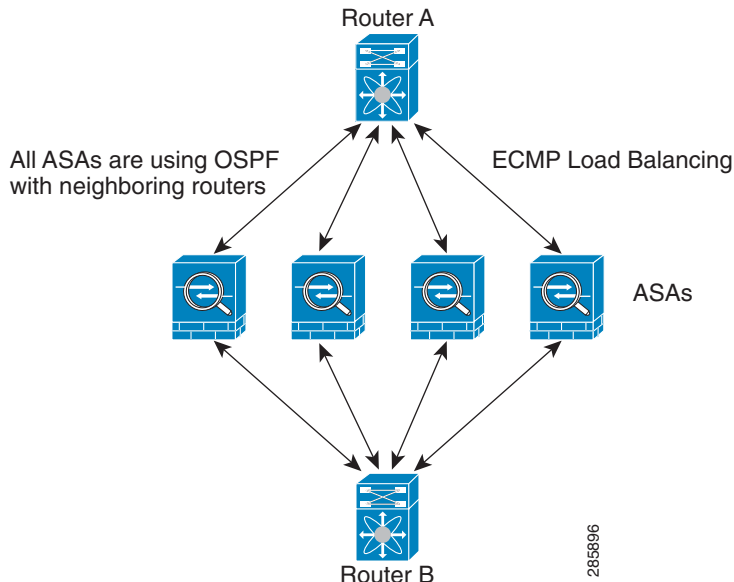 Router A
All ASAs are using OSPF
with neighboring routers
ECMP Load Balancing
ASAs
285896
Router B